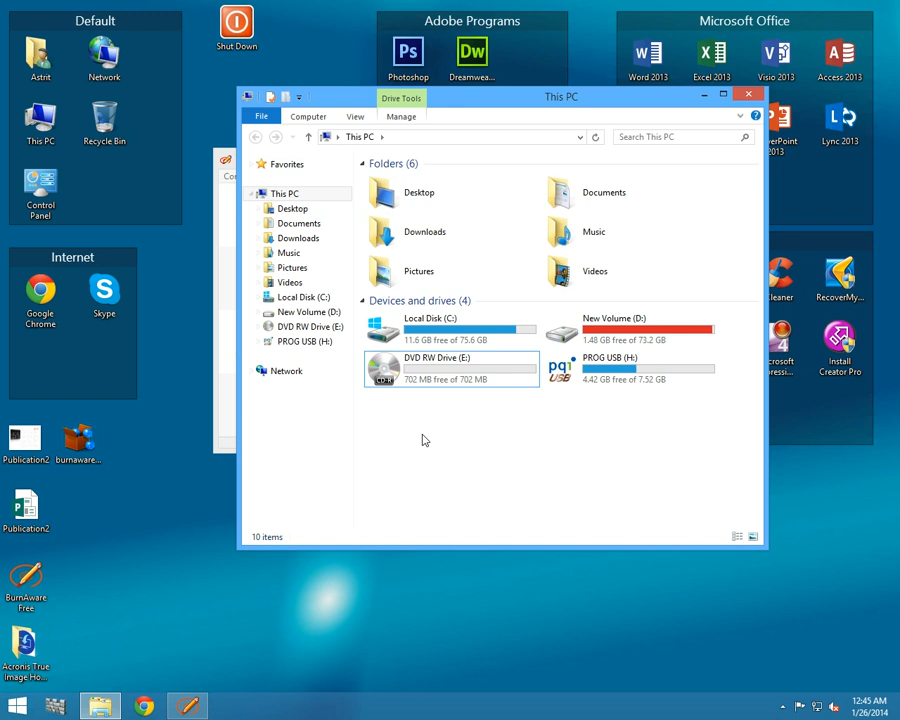 Default
Astrit
Network
This PC
Recycle Bin
Control
Panel
Internet
Google
Chrome
Skype
Publication2
burnaware...
Publication2
BurnAware
Free
Acronis True
Image Ho...
Shut Down
Adobe Programs
Ps
Photoshop
Dw
Dreamwea...
Microsoft Office
Word 2013
Excel 2013
Visio 2013
Access 2013
2013
Lync 2013
RecoverMy...
Install
Creator Pro
Drive Tools
This PC
File
Computer
View
Manage
This PC
Search This PC
Favorites
This PC
Desktop
Documents
Downloads
Music
Pictures
Videos
Local Disk (C:)
New Volume (D:)
DVD RW Drive (E:)
PROG USB (H:)
Network
Folders (6)
Desktop
Documents
Downloads
Music
Pictures
Videos
Devices and drives (4)
Local Disk (C:)
11.6 GB free of 75.6 GB
New Volume (D:)
1.48 GB free of 73.2 GB
DVD RW Drive (E:)
CD-R
702 MB free of 702 MB
pqi
USB
PROG USB (H:)
4.42 GB free of 7.52 GB
10 items
12:45 AM
1/26/2014